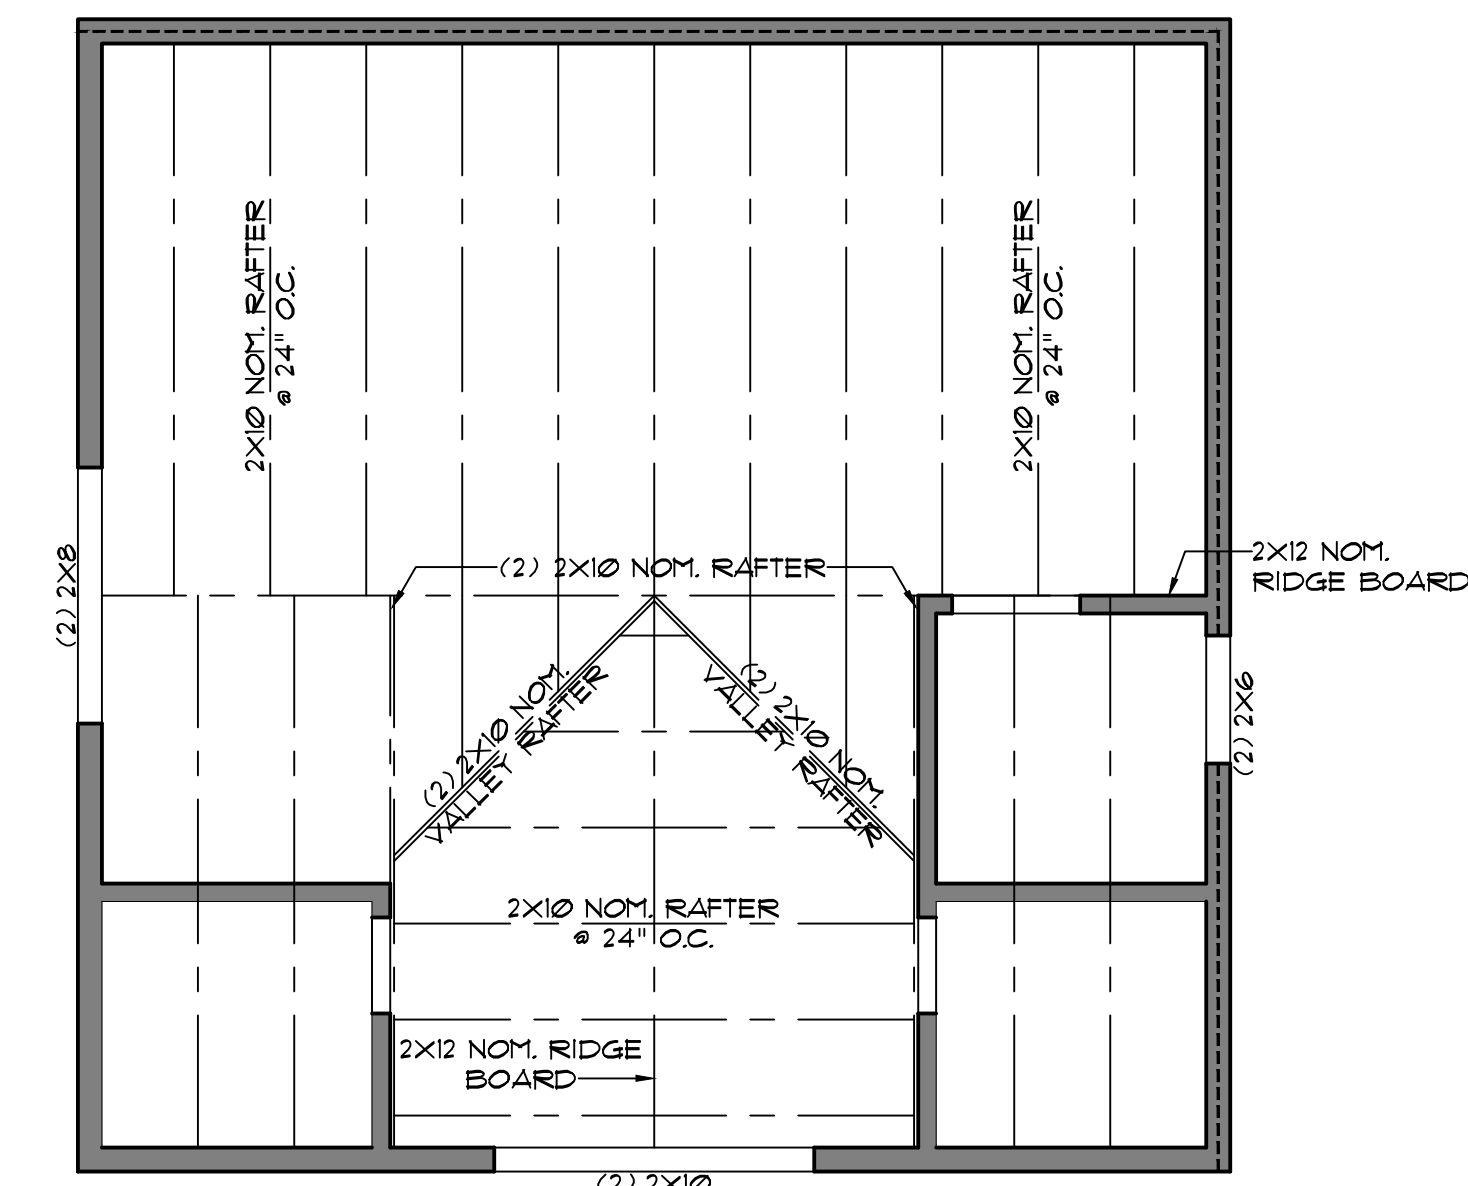 2X10 NOM. RAFTER
@ 24" O.C.
2X10 NOM. RAFTER
@ 24" O.C.
(2) 2X8
(2) 2X10 NOM. RAFTER
2X12 NOM.
RIDGE BOARD
(2) 2X10 NOM.
VALLEY RAFTER
(2) 2X10 NOM.
VALLEY RAFTER
(2) 2X6
2X10 NOM. RAFTER
@ 24" O.C.
2X12 NOM. RIDGE
BOARD
(2) 2X10